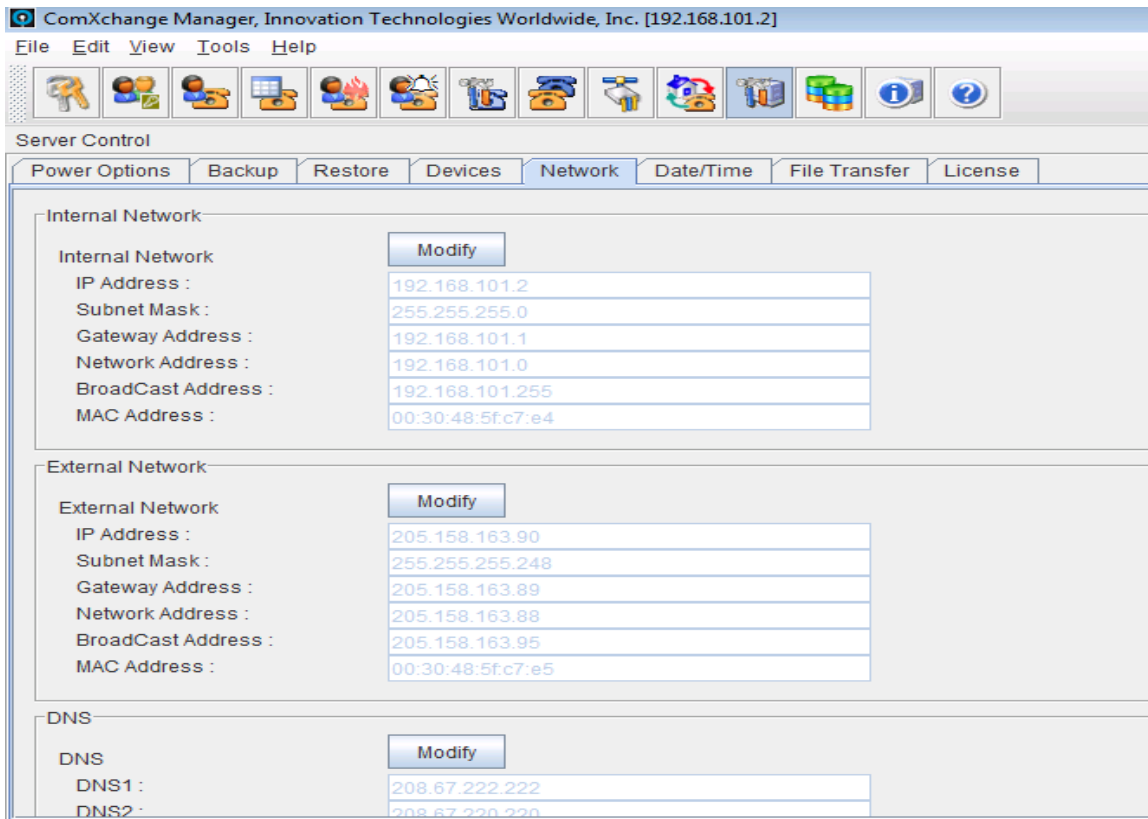 ComXchange Manager, Innovation Technologies Worldwide, Inc. [192.168.101.2]
File Edit View Tools Help
Server Control
Power Options Backup Restore Devices Network Date/Time File Transfer License
Internal Network
Internal Network Modify
IP Address : 192.168.101.2
Subnet Mask : 255.255.255.0
Gateway Address : 192.168.101.1
Network Address : 192.168.101.0
BroadCast Address : 192.168.101.255
MAC Address : 00:30:48:5f:c7:e4
External Network
External Network Modify
IP Address : 205.158.163.90
Subnet Mask : 255.255.255.248
Gateway Address : 205.158.163.89
Network Address : 205.158.163.88
BroadCast Address : 205.158.163.95
MAC Address : 00:30:48:5f:c7:e5
DNS
DNS Modify
DNS1 : 208.67.222.222
DNS2 : 208.67.220.220